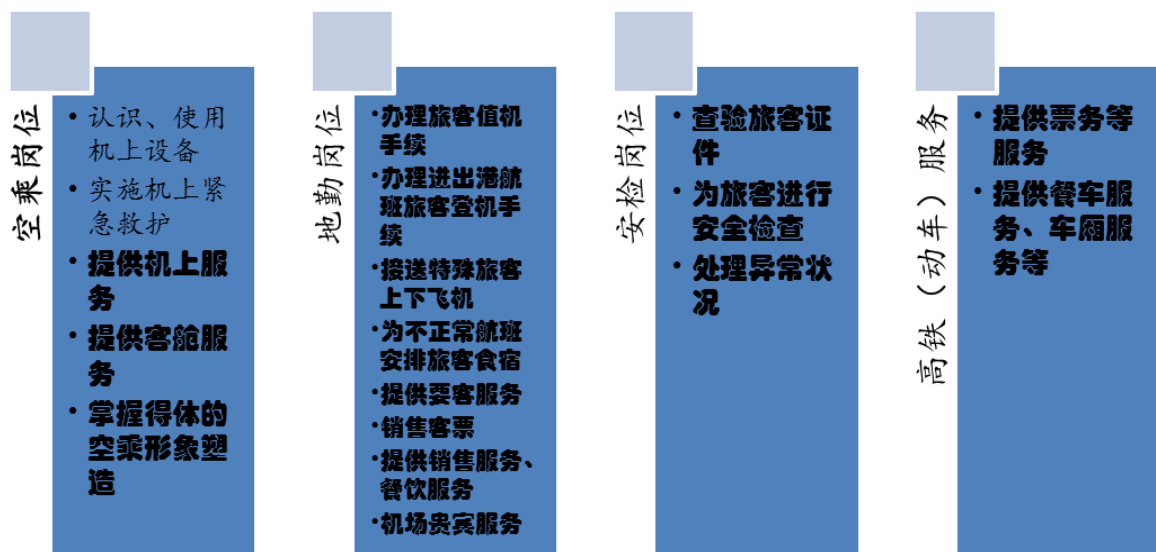 空乘岗位
• 认识、使用
机上设备
• 实施机上紧
急救护
• 提供机上服
务
• 提供客舱服
务
• 掌握得体的
空乘形象塑
造
地勤岗位
•办理旅客值机
手续
•办理进出港航
班旅客登机手
续
•接送特殊旅客
上下飞机
•为不正常航班
安排旅客食宿
•提供要客服务
•销售客票
•提供销售服务、
餐饮服务
•机场贵宾服务
安检岗位
• 查验旅客证
件
• 为旅客进行
安全检查
• 处理异常状
况
高铁（动车）服务
• 提供票务等
服务
• 提供餐车服
务、车厢服
务等